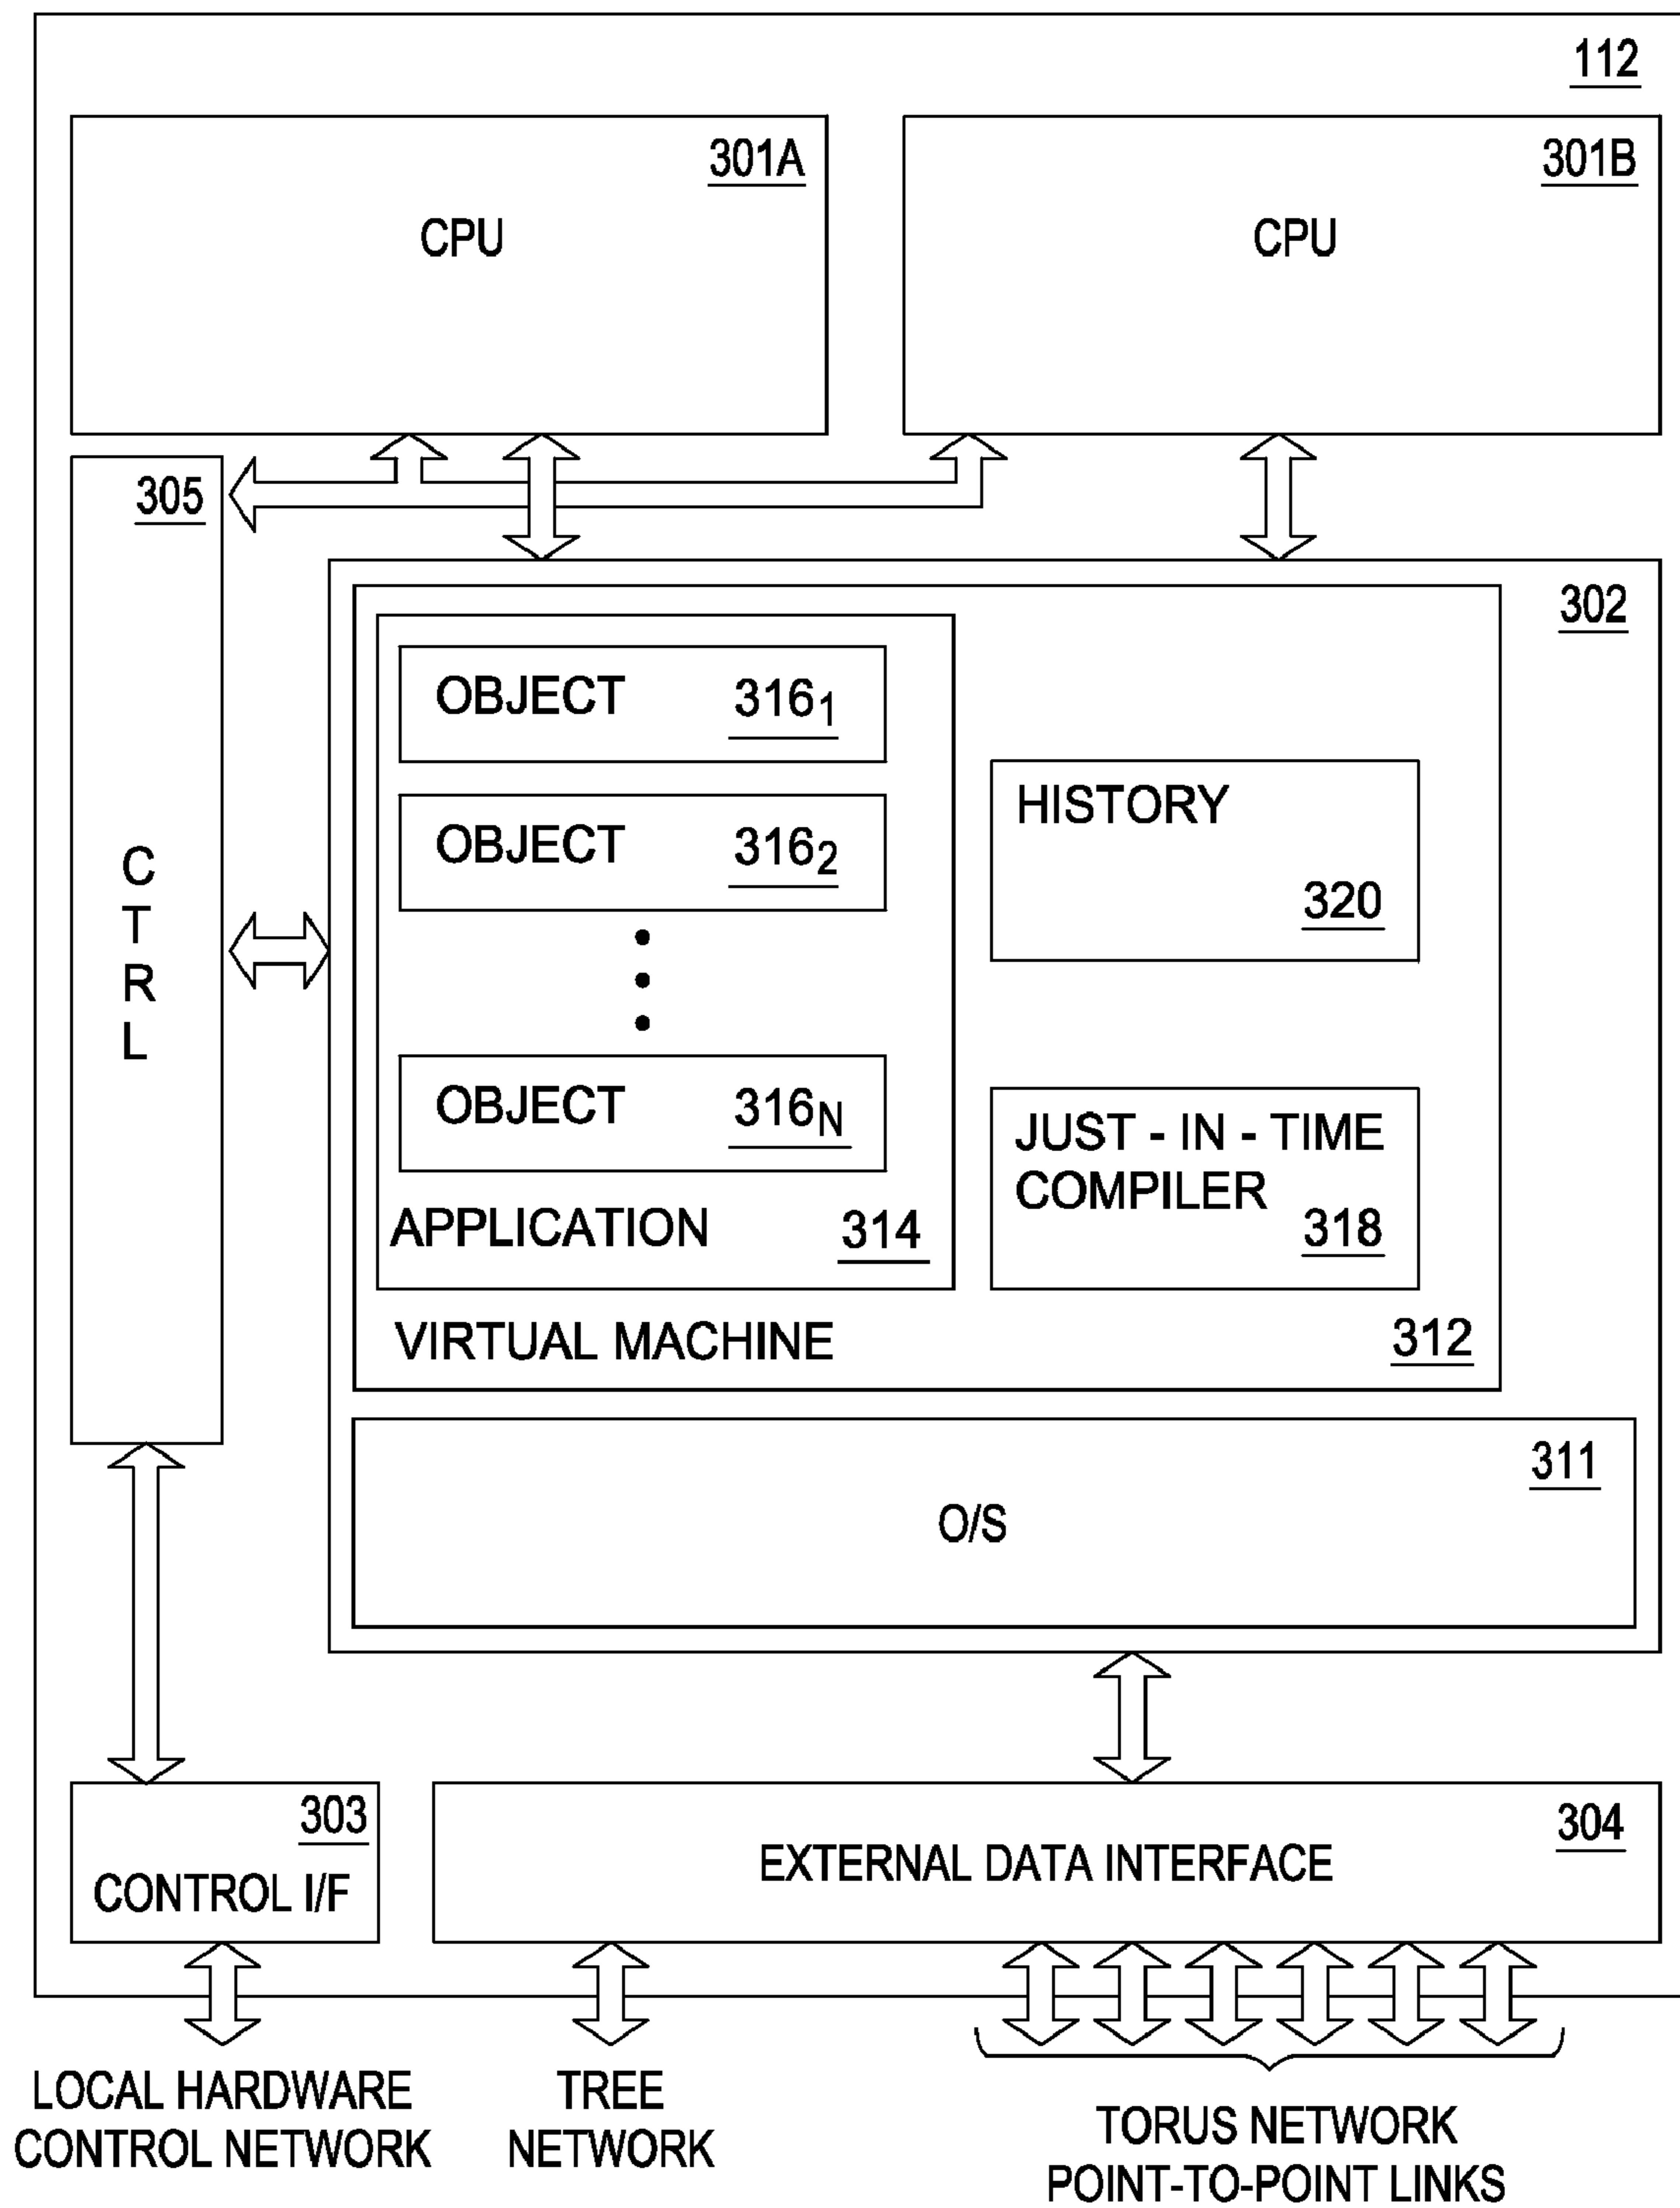 112
301A
CPU
301B
CPU
305
CTRL
302
OBJECT 316₁
OBJECT 316₂
OBJECT 316N
APPLICATION 314
HISTORY
320
JUST - IN - TIME
COMPILER
318
VIRTUAL MACHINE 312
311
O/S
303
CONTROL I/F
304
EXTERNAL DATA INTERFACE
LOCAL HARDWARE
CONTROL NETWORK
TREE
NETWORK
TORUS NETWORK
POINT-TO-POINT LINKS